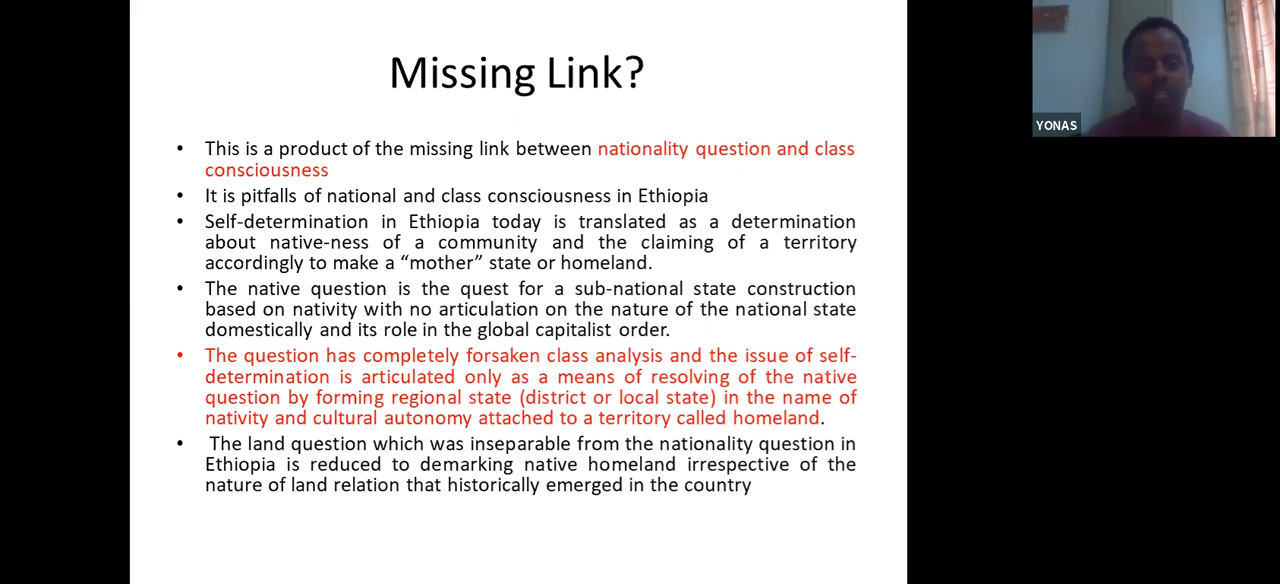 Missing Link?
• This is a product of the missing link between nationality question and class
consciousness
• It is pitfalls of national and class consciousness in Ethiopia
• Self-determination in Ethiopia today is translated as a determination
about native-ness of a community and the claiming of a territory
accordingly to make a “mother” state or homeland.
• The native question is the quest for a sub-national state construction
based on nativity with no articulation on the nature of the national state
domestically and its role in the global capitalist order.
• The question has completely forsaken class analysis and the issue of self-
determination is articulated only as a means of resolving of the native
question by forming regional state (district or local state) in the name of
nativity and cultural autonomy attached to a territory called homeland.
• The land question which was inseparable from the nationality question in
Ethiopia is reduced to demarking native homeland irrespective of the
nature of land relation that historically emerged in the country
YONAS